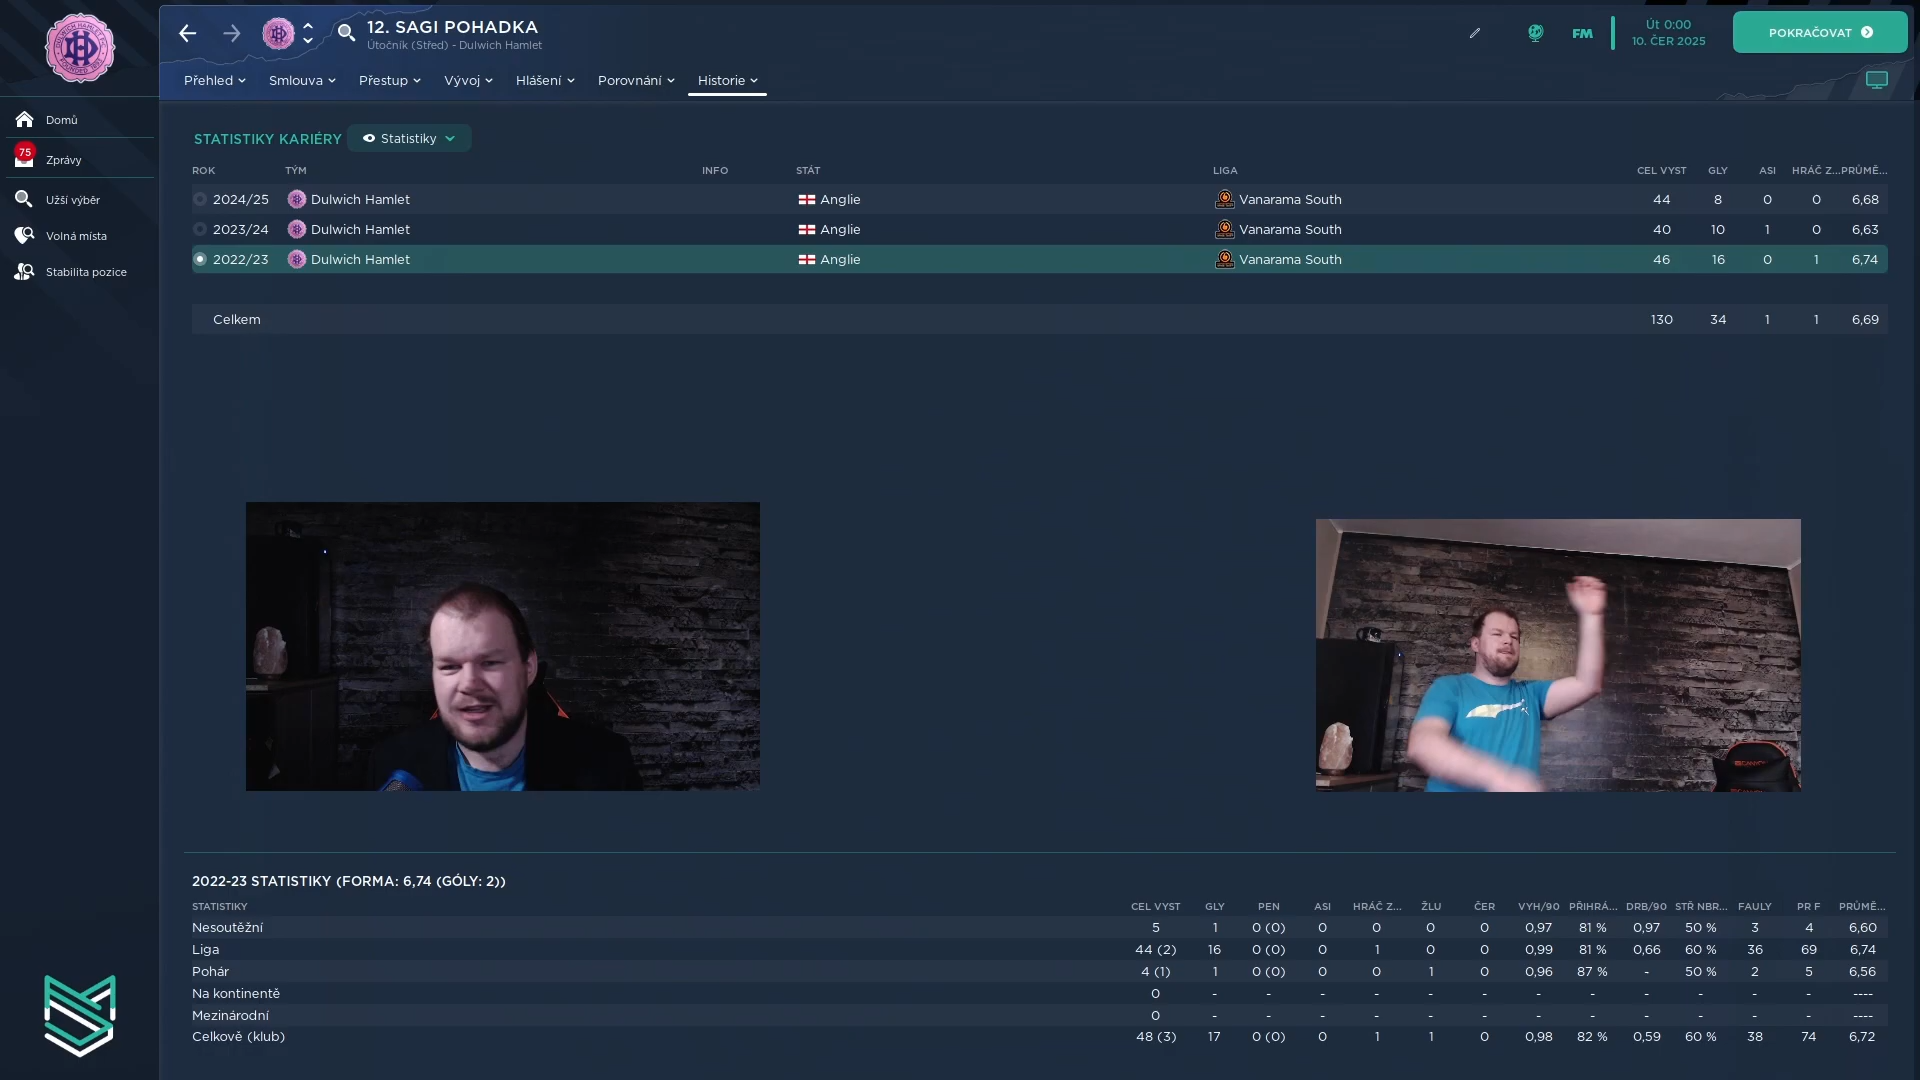 12. SAGI POHADKA
Útočník (Střed) - Dulwich Hamlet
FM
Út 0:00
10. ČER 2025
POKRAČOVAT
Přehled
Smlouva
Přestup
Vývoj
Hlášení
Porovnání
Historie
Domů
75
Zprávy
Užší výběr
Volná místa
Stabilita pozice
STATISTIKY KARIÉRY Statistiky
ROK TÝM INFO STÁT LIGA CEL VYST GLY ASI HRÁČ Z... PRŮMĚ...
2024/25 Dulwich Hamlet Anglie Vanarama South 44 8 0 0 6,68
2023/24 Dulwich Hamlet Anglie Vanarama South 40 10 1 0 6,63
2022/23 Dulwich Hamlet Anglie Vanarama South 46 16 0 1 6,74
Celkem 130 34 1 1 6,69
2022-23 STATISTIKY (FORMA: 6,74 (GÓLY: 2))
STATISTIKY CEL VYST GLY PEN ASI HRÁČ Z... ŽLU ČER VYH/90 PŘIHRÁ... DRB/90 STŘ NBR... FAULY PR F PRŮMĚ...
Nesoutěžní 5 1 0 (0) 0 0 0 0 0,97 81 % 0,97 50 % 3 4 6,60
Liga 44 (2) 16 0 (0) 0 1 0 0 0,99 81 % 0,66 60 % 36 69 6,74
Pohár 4 (1) 1 0 (0) 0 0 1 0 0,96 87 % - 50 % 2 5 6,56
Na kontinentě 0 - - - - - - - - - - - - ----
Mezinárodní 0 - - - - - - - - - - - - ----
Celkově (klub) 48 (3) 17 0 (0) 0 1 1 0 0,98 82 % 0,59 60 % 38 74 6,72